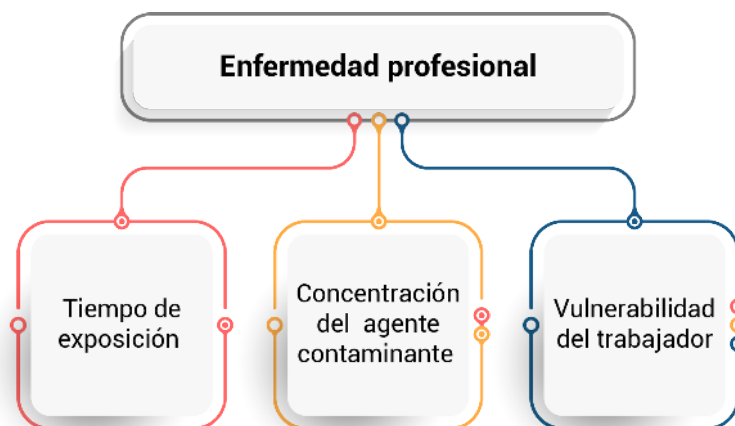 Enfermedad profesional
Tiempo de
exposición
Concentración
del agente
contaminante
Vulnerabilidad
del trabajador